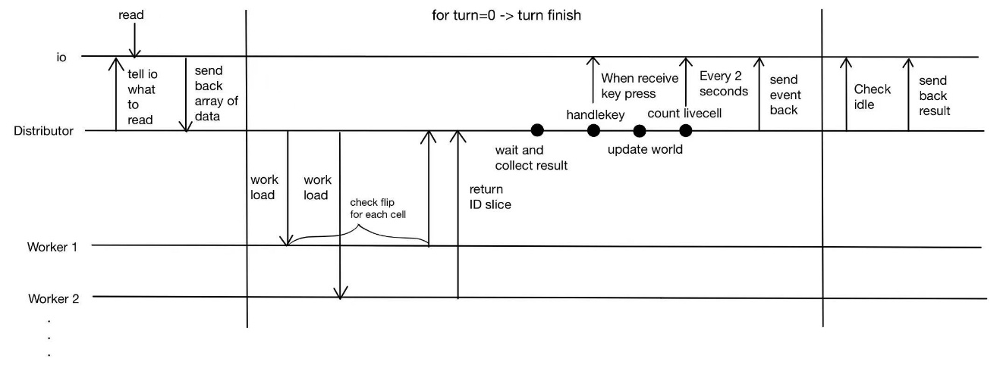 read
for turn=0 -> turn finish
io
tell io
what
to
read
send
back
array of
data
When receive
key press
Every 2
seconds
send
event
back
Check
idle
send
back
result
handlekey
count livecell
Distributor
wait and
collect result
update world
work
load
work
load
check flip
for each cell
return
ID slice
Worker 1
Worker 2
.
.
.